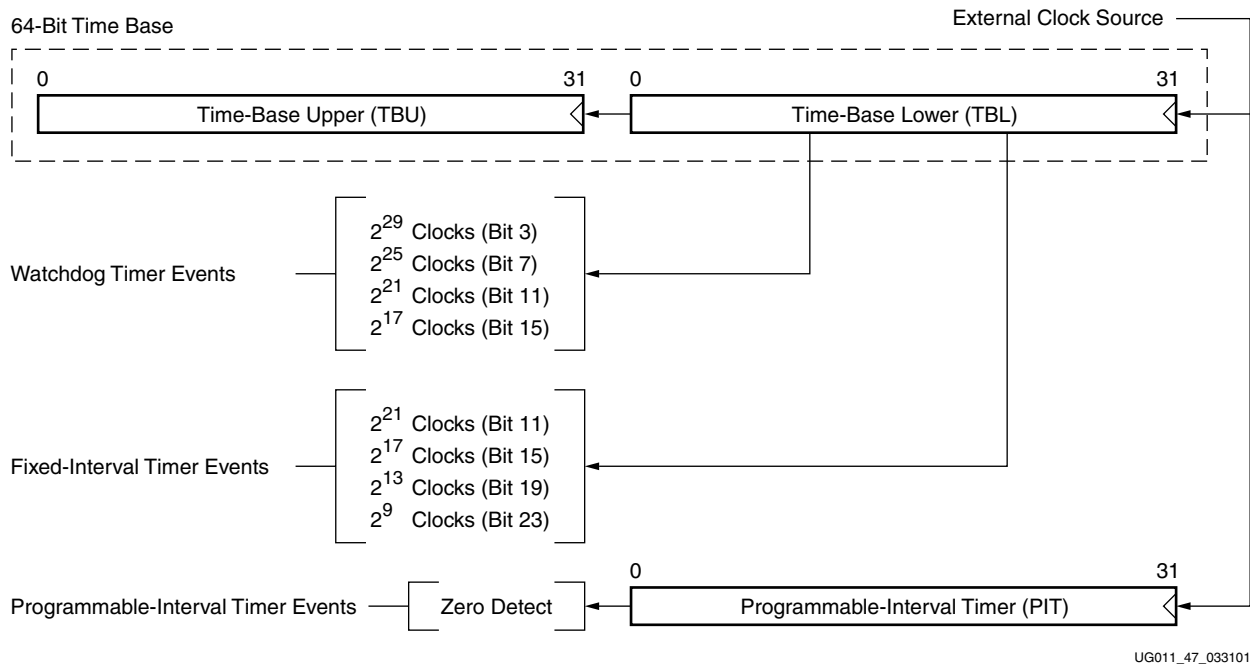 64-Bit Time Base
External Clock Source
0 31 0 31
Time-Base Upper (TBU) Time-Base Lower (TBL)
2^29 Clocks (Bit 3)
2^25 Clocks (Bit 7)
Watchdog Timer Events
2^21 Clocks (Bit 11)
2^17 Clocks (Bit 15)
2^21 Clocks (Bit 11)
2^17 Clocks (Bit 15)
Fixed-Interval Timer Events
2^13 Clocks (Bit 19)
2^9 Clocks (Bit 23)
0 31
Programmable-Interval Timer Events Zero Detect Programmable-Interval Timer (PIT)
UG011_47_033101